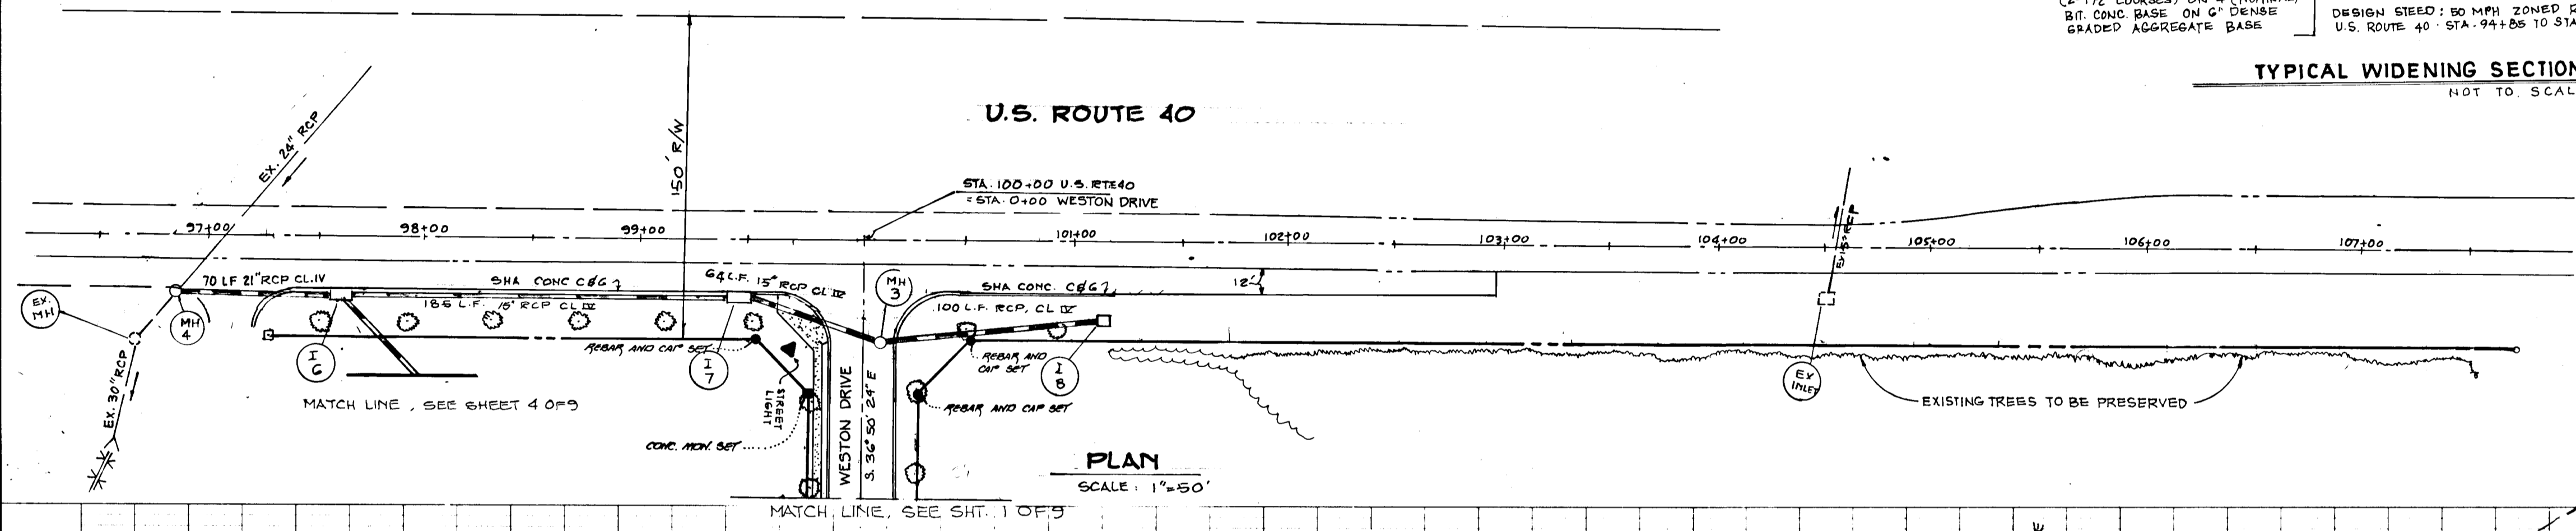 BIT. CONC. BASE ON 6" DENSE
GRADED AGGREGATE BASE
DESIGN STEED: 50 MPH ZONED
U.S. ROUTE 40 · STA. 94+85 TO STA
TYPICAL WIDENING SECTION
NOT TO SCAL
U.S. ROUTE 40
EX. 24" RCP
150' R/W
STA. 100+00 U.S. RTE 40
= STA. 0+00 WESTON DRIVE
97+00
98+00
99+00
101+00
102+00
103+00
104+00
105+00
106+00
107+00
EX 15" RCP
70 LF 21" RCP CL.IV
SHA CONC C&G
64 L.F. 15" RCP CL IV
MH 3
SHA CONC. C&G
12'
185 L.F. 15" RCP CL IV
100 L.F. RCP, CL IV
EX. MH
MH 4
I 6
I 7
I 8
EX INLET
REBAR AND CAP SET
REBAR AND
CAP SET
REBAR AND CAP SET
EX. 30" RCP
MATCH LINE, SEE SHEET 4 OF 9
STREET
LIGHT
CONC. MON. SET
WESTON DRIVE
S. 36° 50' 24" E
EXISTING TREES TO BE PRESERVED
PLAN
SCALE: 1"=50'
MATCH LINE, SEE SHT. 1 OF 9